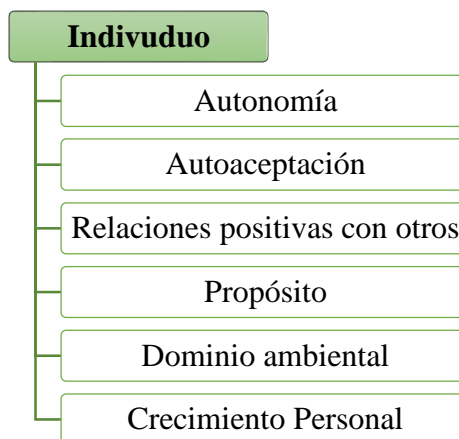 Indivuduo
Autonomía
Autoaceptación
Relaciones positivas con otros
Propósito
Dominio ambiental
Crecimiento Personal